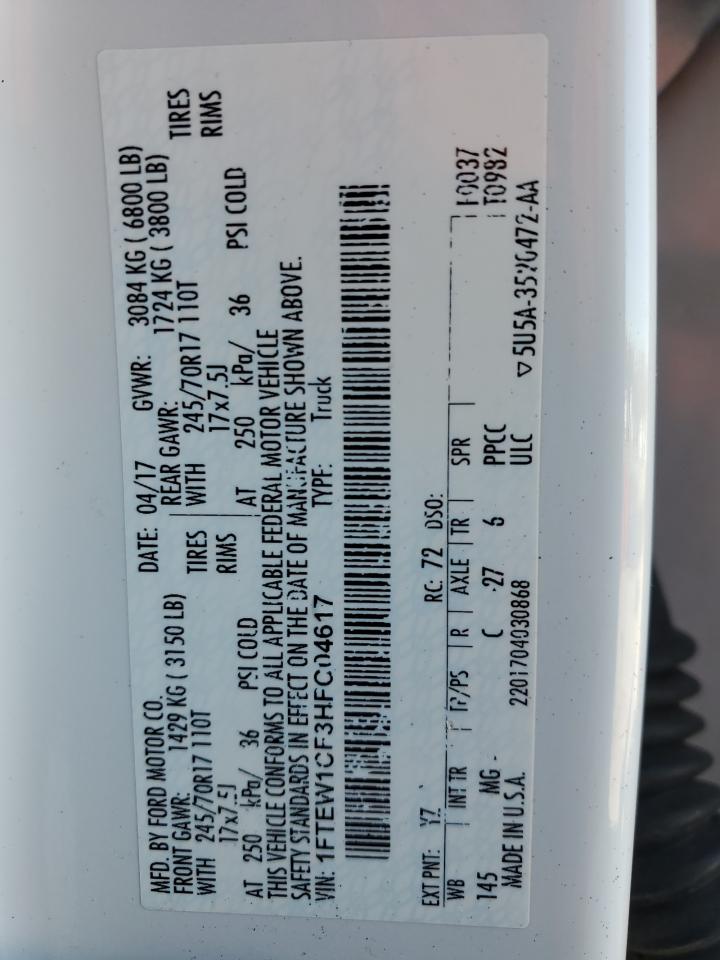 MFD. BY FORD MOTOR CO.
DATE: 04/17 GVWR: 3084 KG ( 6800 LB)
FRONT GAWR: 1429 KG ( 3150 LB) REAR GAWR: 1724 KG ( 3800 LB)
WITH 245/70R17 110T TIRES WITH 245/70R17 110T TIRES
17x7.5J RIMS 17x7.5J RIMS
AT 250 kPa/ 36 PSI COLD AT 250 kPa/ 36 PSI COLD
THIS VEHICLE CONFORMS TO ALL APPLICABLE FEDERAL MOTOR VEHICLE
SAFETY STANDARDS IN EFFECT ON THE DATE OF MANUFACTURE SHOWN ABOVE.
VIN: 1FTEW1CF3HFC04617 TYPE: Truck
EXT PNT: YZ RC: 72 DSO: F0037
WB INT TR TP/PS R AXLE TR SPR T0982
145 MG C 27 6 PPCC
MADE IN U.S.A. 2201704030868 ULC